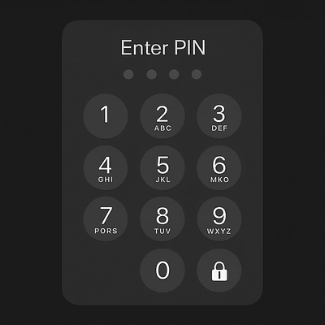 Enter PIN
1 2 3
ABC DEF
4 5 6
GHI JKL MKO
7 8 9
PORS TUV WXYZ
0